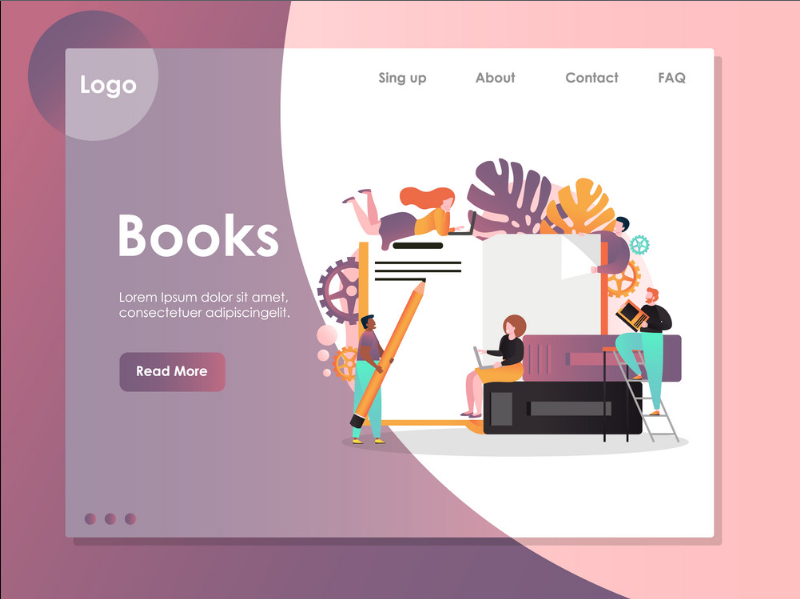 Logo
Sing up About Contact FAQ
Books
Lorem Ipsum dolor sit amet,
consectetuer adipiscingelit.
Read More